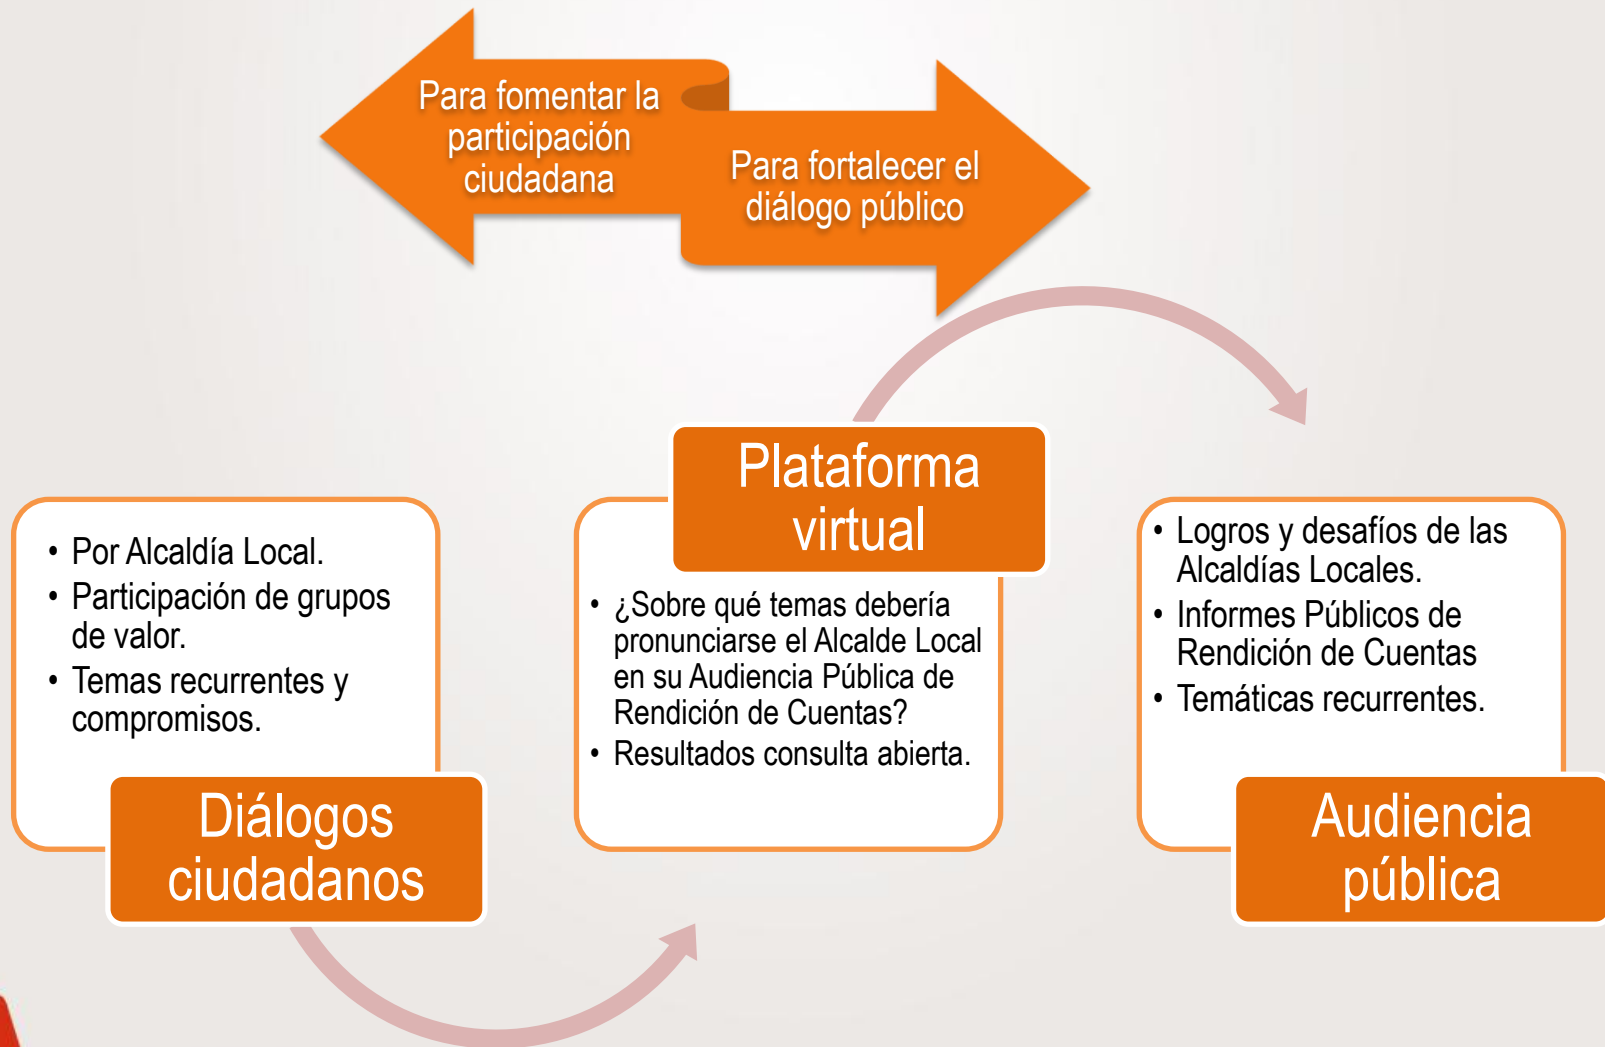 Para fomentar la
participación
ciudadana
Para fortalecer el
diálogo público
• Por Alcaldía Local.
• Participación de grupos
de valor.
• Temas recurrentes y
compromisos.
Diálogos
ciudadanos
Plataforma
virtual
• ¿Sobre qué temas debería
pronunciarse el Alcalde Local
en su Audiencia Pública de
Rendición de Cuentas?
• Resultados consulta abierta.
• Logros y desafíos de las
Alcaldías Locales.
• Informes Públicos de
Rendición de Cuentas
• Temáticas recurrentes.
Audiencia
pública